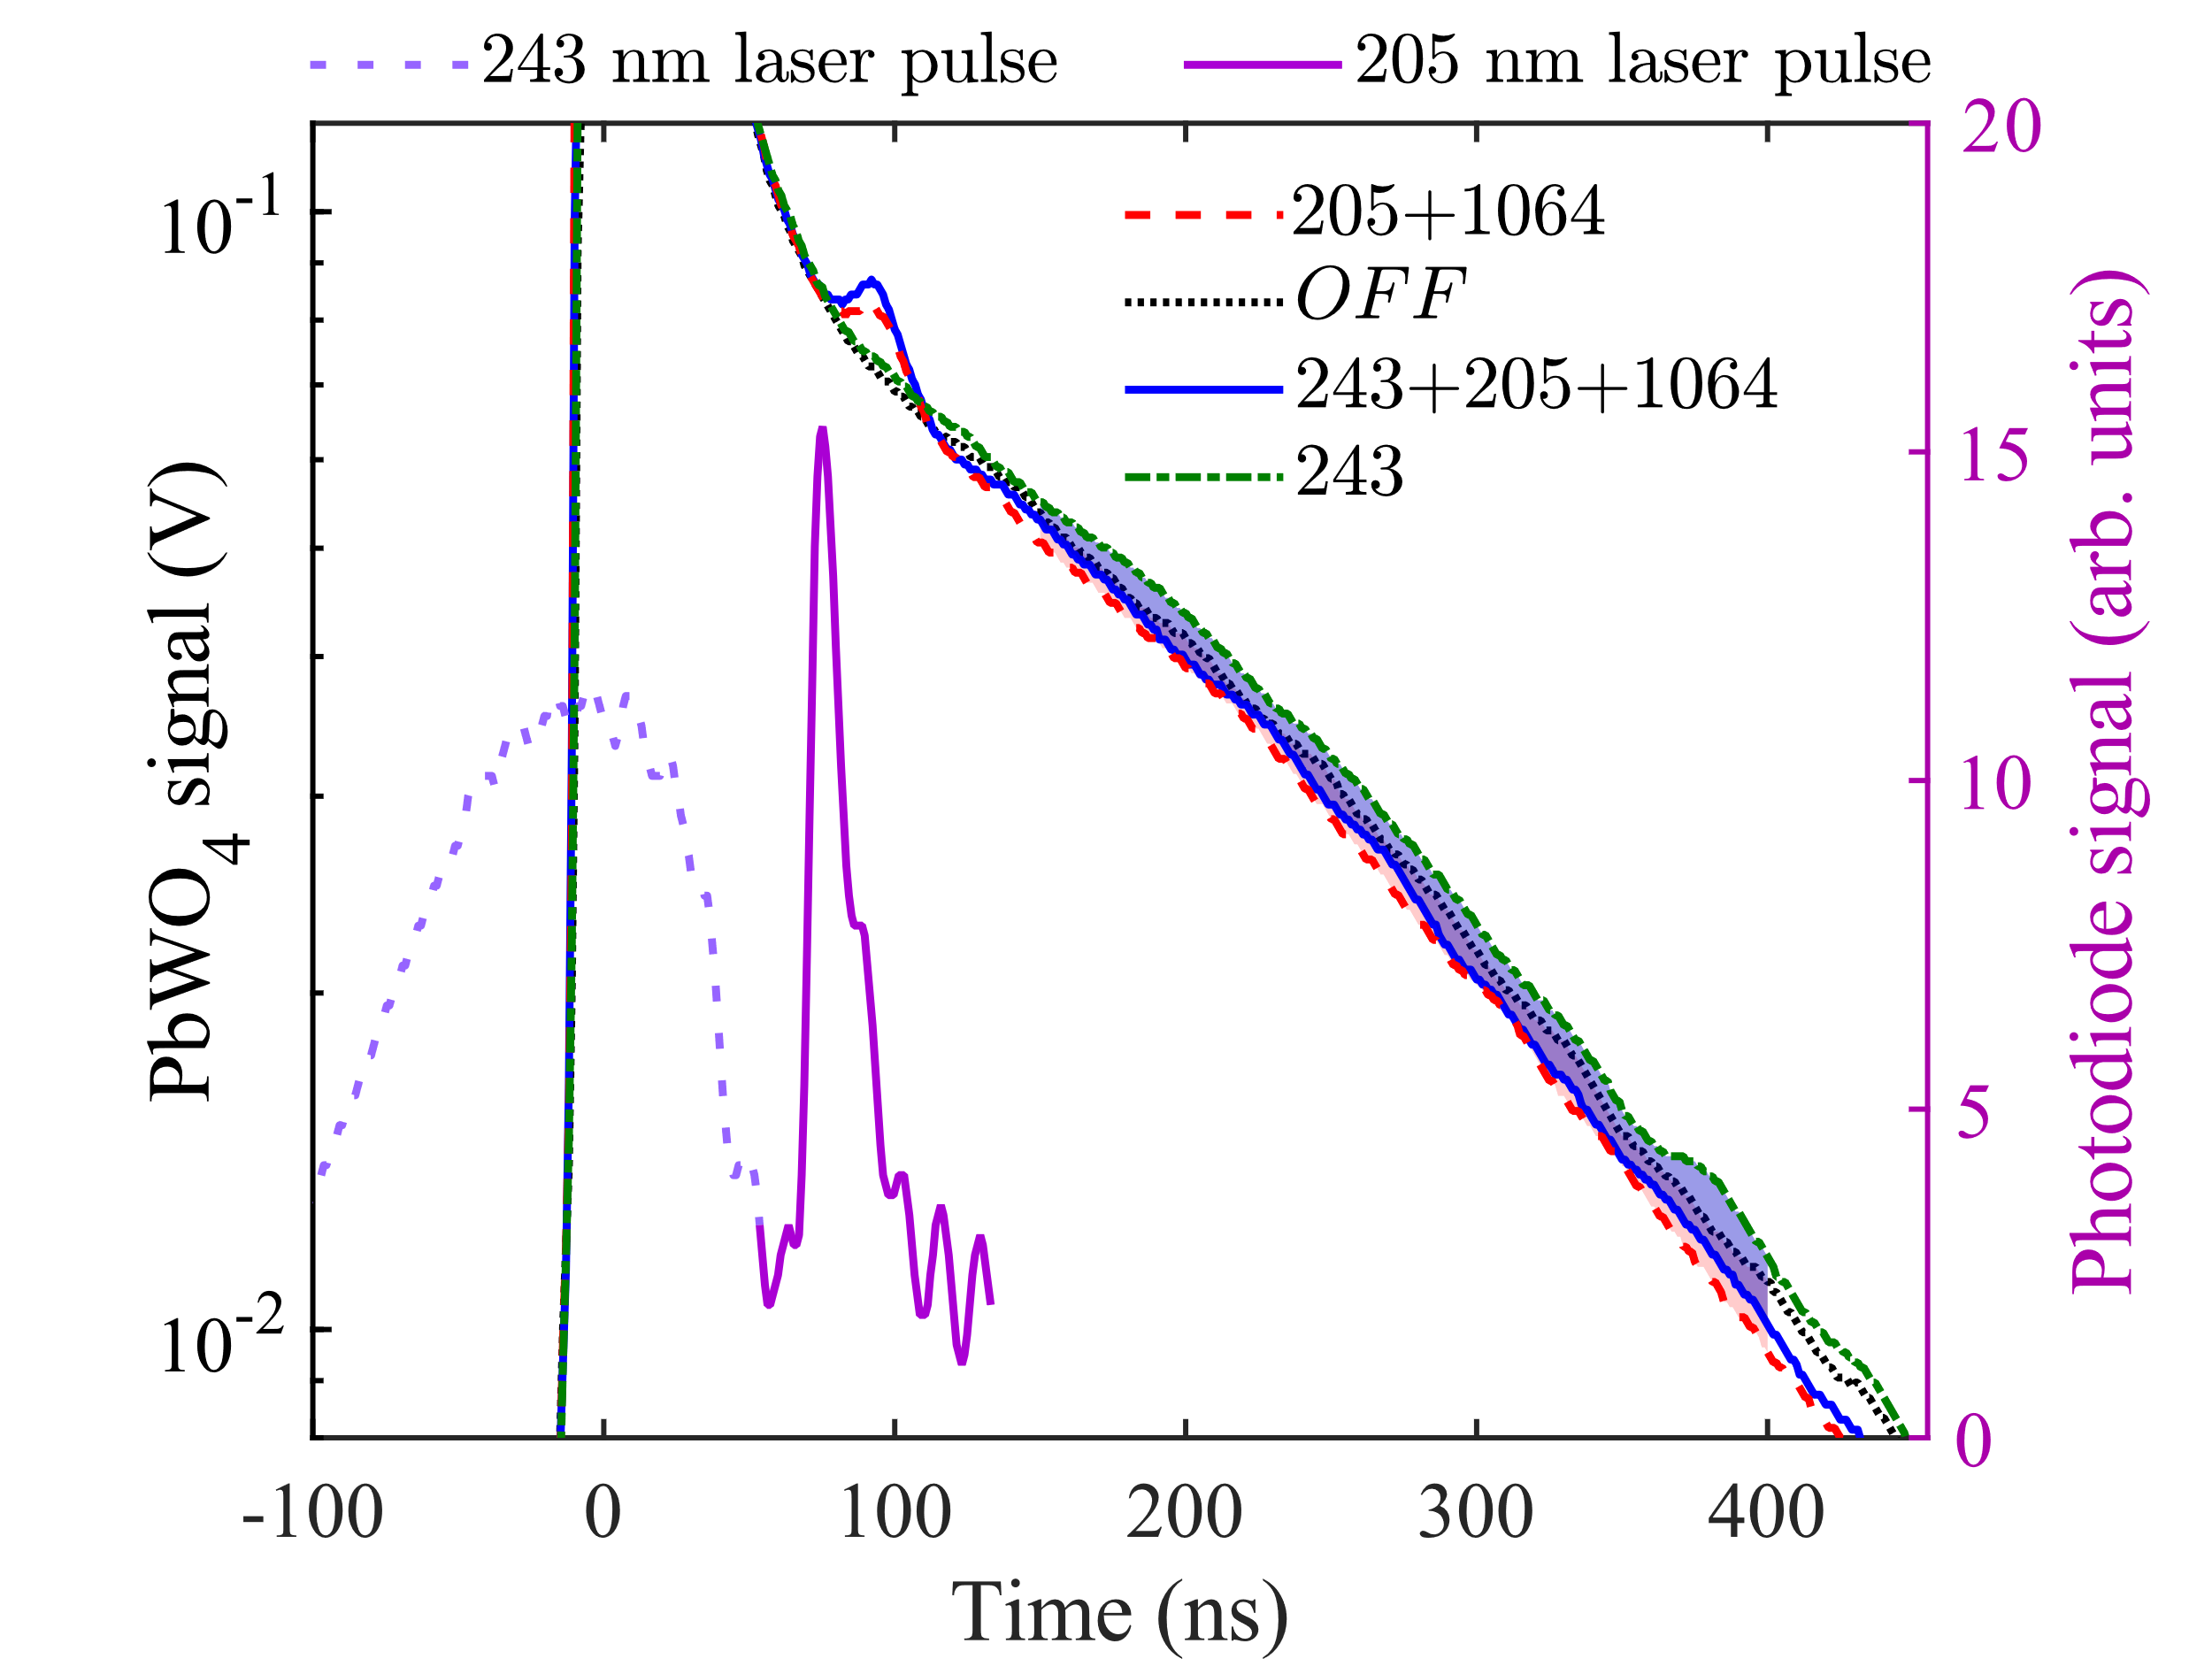 243 nm laser pulse 205 nm laser pulse
205+1064
OFF
243+205+1064
243
PbWO₄ signal (V)
10⁻¹
10⁻²
20
15
10
5
0
Photodiode signal (arb. units)
-100 0 100 200 300 400
Time (ns)